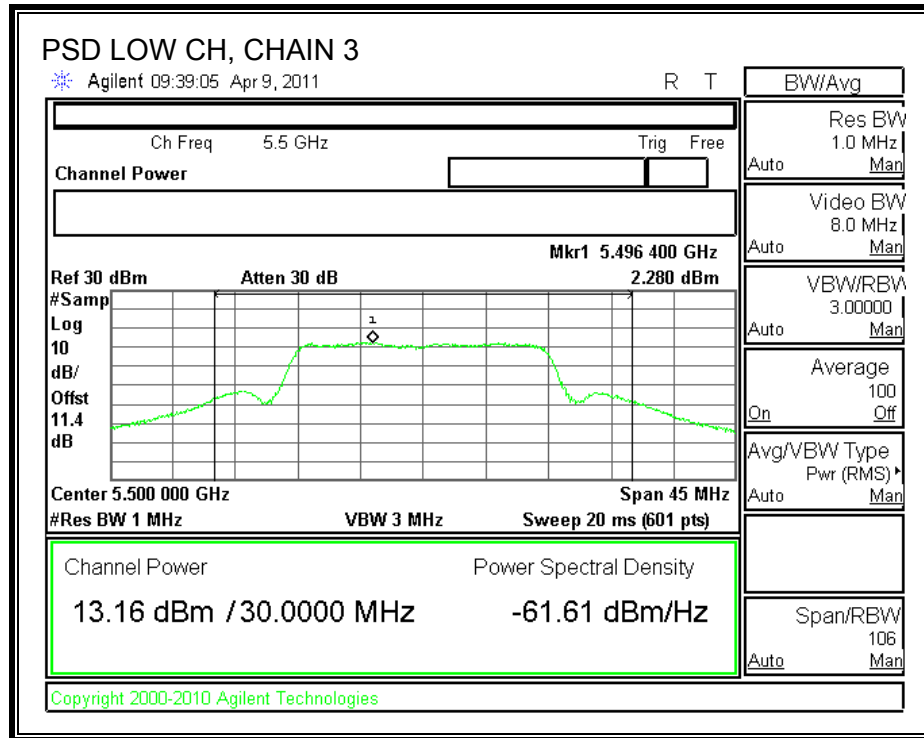 PSD LOW CH, CHAIN 3
Agilent 09:39:05 Apr 9, 2011 R T
Ch Freq 5.5 GHz Trig Free
Channel Power
Mkr1 5.496 400 GHz
Ref 30 dBm Atten 30 dB 2.280 dBm
#Samp
Log
10
dB/
Offst
11.4
dB
1
Center 5.500 000 GHz Span 45 MHz
#Res BW 1 MHz VBW 3 MHz Sweep 20 ms (601 pts)
Channel Power Power Spectral Density
13.16 dBm / 30.0000 MHz -61.61 dBm/Hz
Copyright 2000-2010 Agilent Technologies
BW/Avg
Res BW
1.0 MHz
Auto Man
Video BW
8.0 MHz
Auto Man
VBW/RBW
3.00000
Auto Man
Average
100
On Off
Avg/VBW Type
Pwr (RMS)
Auto Man
Span/RBW
106
Auto Man